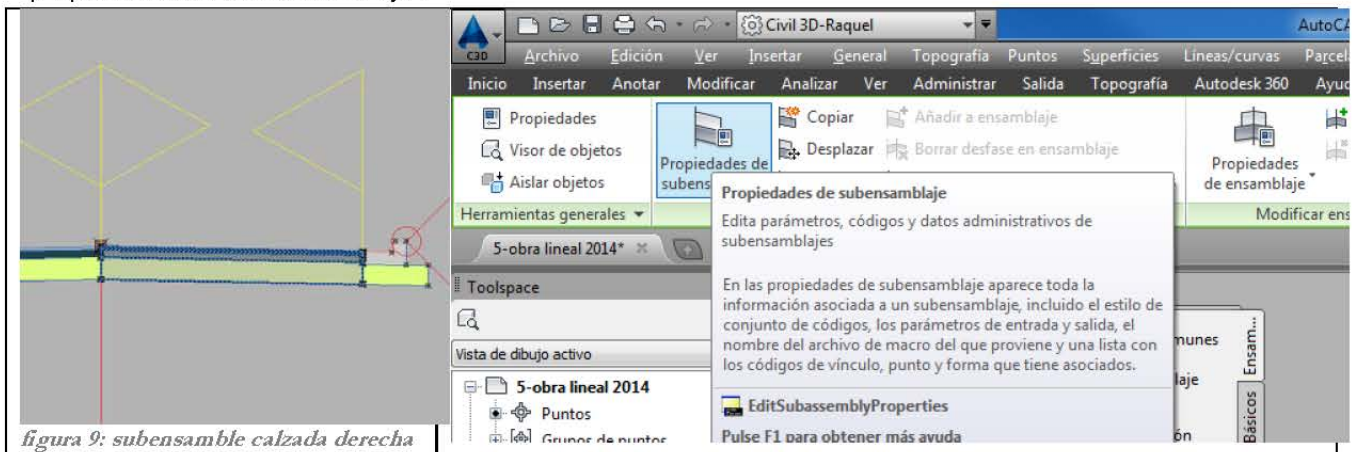 Civil 3D-Raquel
AutoCA
C3D
Archivo Edición Ver Insertar General Topografía Puntos Superficies Líneas/curvas Parcel
Inicio Insertar Anotar Modificar Analizar Ver Administrar Salida Topografía Autodesk 360 Ayud
Propiedades
Visor de objetos
Aislar objetos
Herramientas generales
Propiedades de
subens
Copiar
Desplazar
Añadir a ensamblaje
Borrar desfase en ensamblaje
Propiedades
de ensamblaje
Modificar ens
Propiedades de subensamblaje
Edita parámetros, códigos y datos administrativos de
subensamblajes
En las propiedades de subensamblaje aparece toda la
información asociada a un subensamblaje, incluido el estilo de
conjunto de códigos, los parámetros de entrada y salida, el
nombre del archivo de macro del que proviene y una lista con
los códigos de vínculo, punto y forma que tiene asociados.
EditSubassemblyProperties
Pulse F1 para obtener más ayuda
5-obra lineal 2014*
Toolspace
Vista de dibujo activo
5-obra lineal 2014
Puntos
Grupos de puntos
munes
laje
ón
Ensam...
Básicos
figura 9: subensamble calzada derecha